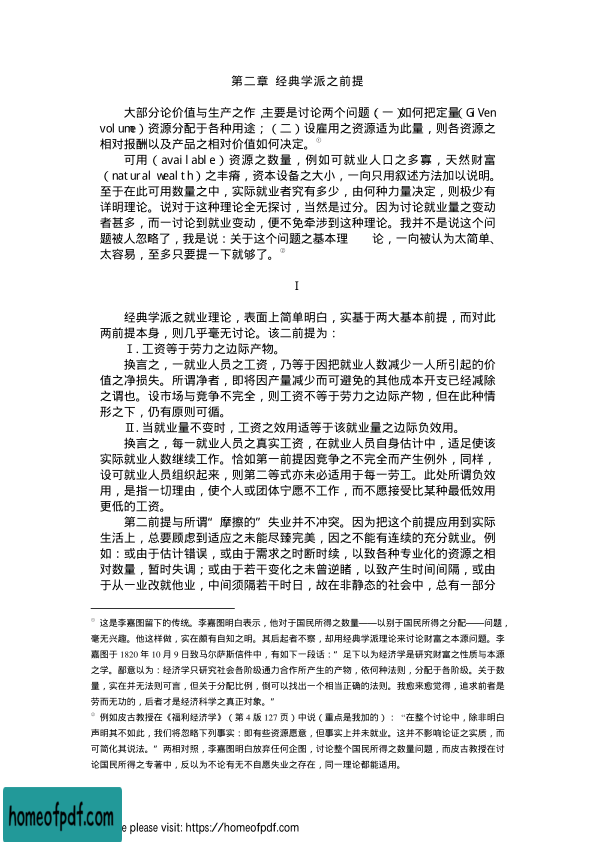 第二章 经典学派之前提
大部分论价值与生产之作，主要是讨论两个问题（一）如何把定量（GiVen
volume）资源分配于各种用途；（二）设雇用之资源适为此量，则各资源之
相对报酬以及产品之相对价值如何决定。①
可用（available）资源之数量，例如可就业人口之多寡，天然财富
（natural wealth）之丰瘠，资本设备之大小，一向只用叙述方法加以说明。
至于在此可用数量之中，实际就业者究有多少，由何种力量决定，则极少有
详明理论。说对于这种理论全无探讨，当然是过分。因为讨论就业量之变动
者甚多，而一讨论到就业变动，便不免牵涉到这种理论。我并不是说这个问
题被人忽略了，我是说：关于这个问题之基本理 论，一向被认为太简单、
太容易，至多只要提一下就够了。②
Ⅰ
经典学派之就业理论，表面上简单明白，实基于两大基本前提，而对此
两前提本身，则几乎毫无讨论。该二前提为：
Ⅰ.工资等于劳力之边际产物。
换言之，一就业人员之工资，乃等于因把就业人数减少一人所引起的价
值之净损失。所谓净者，即将因产量减少而可避免的其他成本开支已经减除
之谓也。设市场与竞争不完全，则工资不等于劳力之边际产物，但在此种情
形之下，仍有原则可循。
Ⅱ.当就业量不变时，工资之效用适等于该就业量之边际负效用。
换言之，每一就业人员之真实工资，在就业人员自身估计中，适足使该
实际就业人数继续工作。恰如第一前提因竞争之不完全而产生例外，同样，
设可就业人员组织起来，则第二等式亦未必适用于每一劳工。此处所谓负效
用，是指一切理由，使个人或团体宁愿不工作，而不愿接受比某种最低效用
更低的工资。
第二前提与所谓“摩擦的”失业并不冲突。因为把这个前提应用到实际
生活上，总要顾虑到适应之未能尽臻完美，因之不能有连续的充分就业。例
如：或由于估计错误，或由于需求之时断时续，以致各种专业化的资源之相
对数量，暂时失调；或由于若干变化之未曾逆睹，以致产生时间间隔，或由
于从一业改就他业，中间须隔若干时日，故在非静态的社会中，总有一部分
① 这是李嘉图留下的传统。李嘉图明白表示，他对于国民所得之数量——以别于国民所得之分配——问题，
毫无兴趣。他这样做，实在颇有自知之明。其后起者不察，却用经典学派理论来讨论财富之本源问题。李
嘉图于 1820 年 10 月 9 日致马尔萨斯信件中，有如下一段话：”足下以为经济学是研究财富之性质与本源
之学。鄙意以为：经济学只研究社会各阶级通力合作所产生的产物，依何种法则，分配于各阶级。关于数
量，实在并无法则可言，但关于分配比例，倒可以找出一个相当正确的法则。我愈来愈觉得，追求前者是
劳而无功的，后者才是经济科学之真正对象。”
② 例如皮古教授在《福利经济学》（第 4 版 127 页）中说（重点是我加的）：“在整个讨论中，除非明白
声明其不如此，我们将忽略下列事实：即有些资源愿意，但事实上并未就业。这并不影响论证之实质，而
可简化其说法。”两相对照，李嘉图明白放弃任何企图，讨论整个国民所得之数量问题，而皮古教授在讨
论国民所得之专著中，反以为不论有无不自愿失业之存在，同一理论都能适用。
homeofpdf.com
e please visit: https://homeofpdf.com